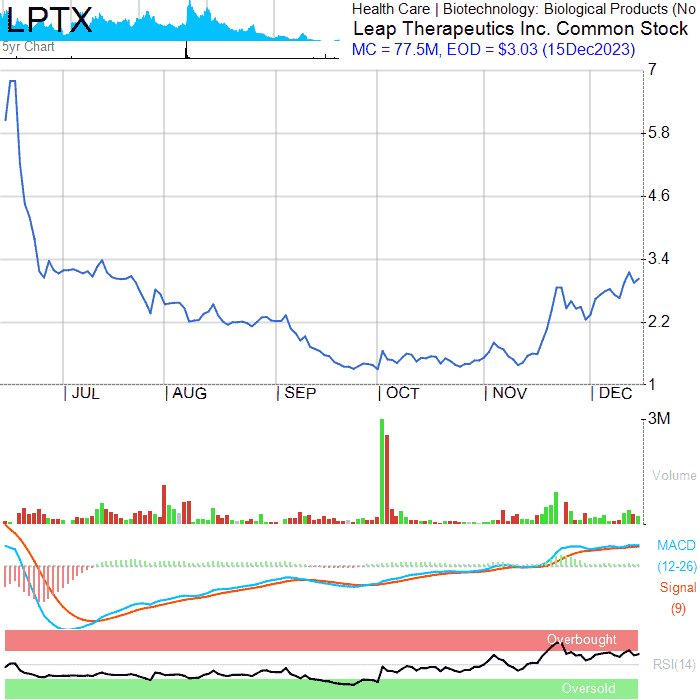 LPTX
5yr Chart
Health Care | Biotechnology: Biological Products (No
Leap Therapeutics Inc. Common Stock
MC = 77.5M, EOD = $3.03 (15Dec2023)
7
5.8
4.6
3.4
2.2
1
JUL
AUG
SEP
OCT
NOV
DEC
3M
Volume
MACD
(12-26)
Signal
(9)
Overbought
RSI(14)
Oversold